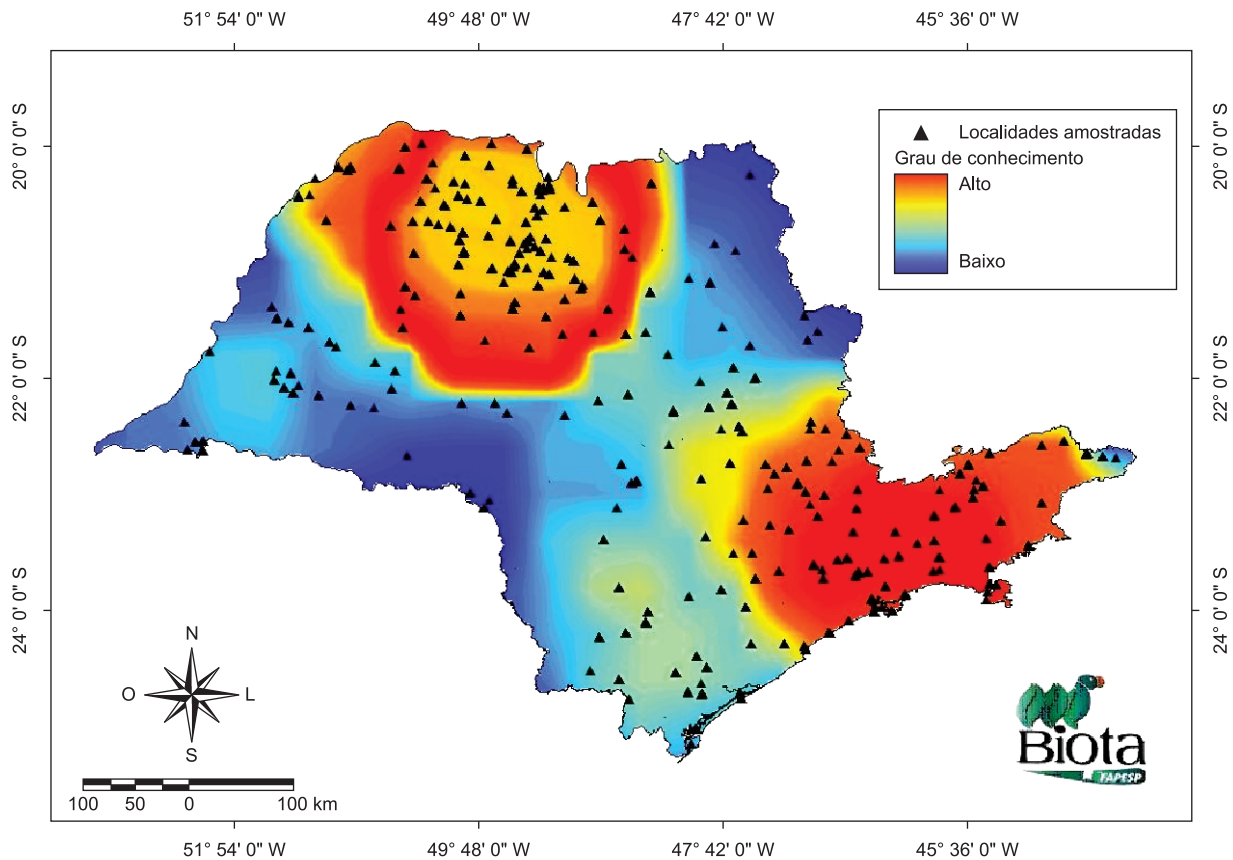 51° 54' 0" W
49° 48' 0" W
47° 42' 0" W
45° 36' 0" W
20° 0' 0" S
22° 0' 0" S
24° 0' 0" S
20° 0' 0" S
22° 0' 0" S
24° 0' 0" S
Localidades amostradas
Grau de conhecimento
Alto
Baixo
N
O
L
S
100 50 0 100 km
Biota
FAPESP
51° 54' 0" W
49° 48' 0" W
47° 42' 0" W
45° 36' 0" W